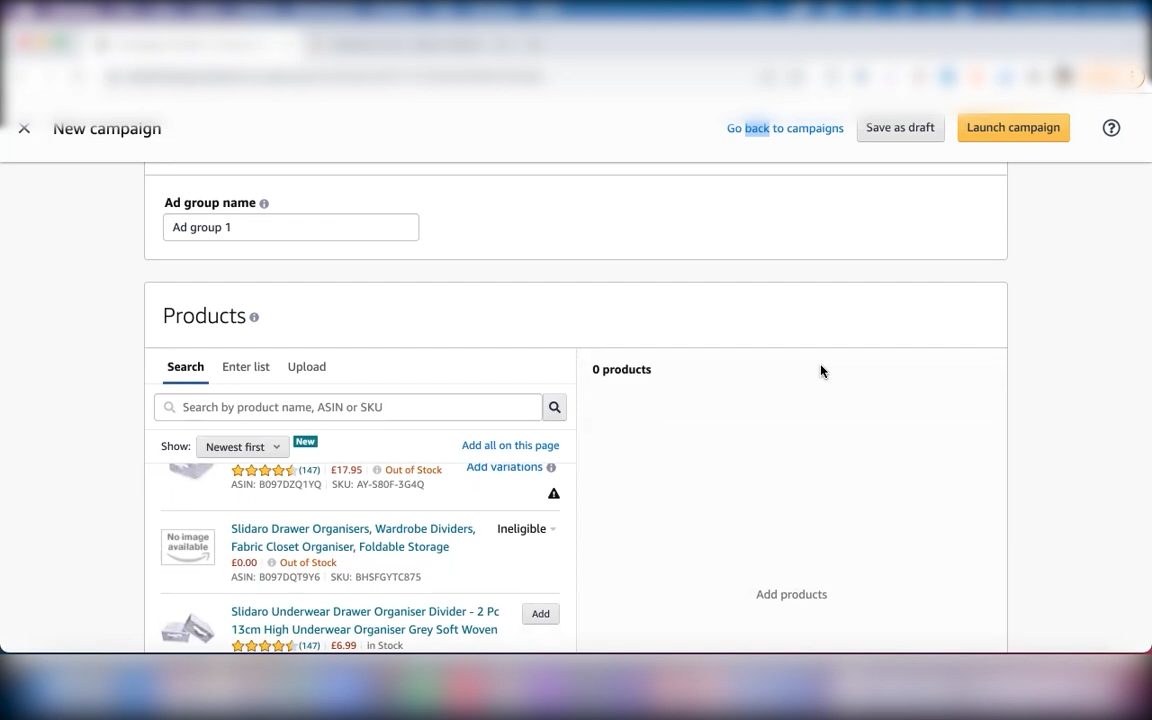 New campaign
Go back to campaigns
Save as draft
Launch campaign
Ad group name
Ad group 1
Products
Search
Enter list
Upload
0 products
Search by product name, ASIN or SKU
Show: Newest first
New
Add all on this page
(147) £17.95 Out of Stock
Add variations
ASIN: B097DZQ1YQ SKU: AY-S80F-3G4Q
No image
available
Slidaro Drawer Organisers, Wardrobe Dividers,
Fabric Closet Organiser, Foldable Storage
Ineligible
£0.00 Out of Stock
ASIN: B097DQT9Y6 SKU: BHSFGYTC875
Add products
Slidaro Underwear Drawer Organiser Divider - 2 Pc
13cm High Underwear Organiser Grey Soft Woven
Add
(147) £6.99 In Stock